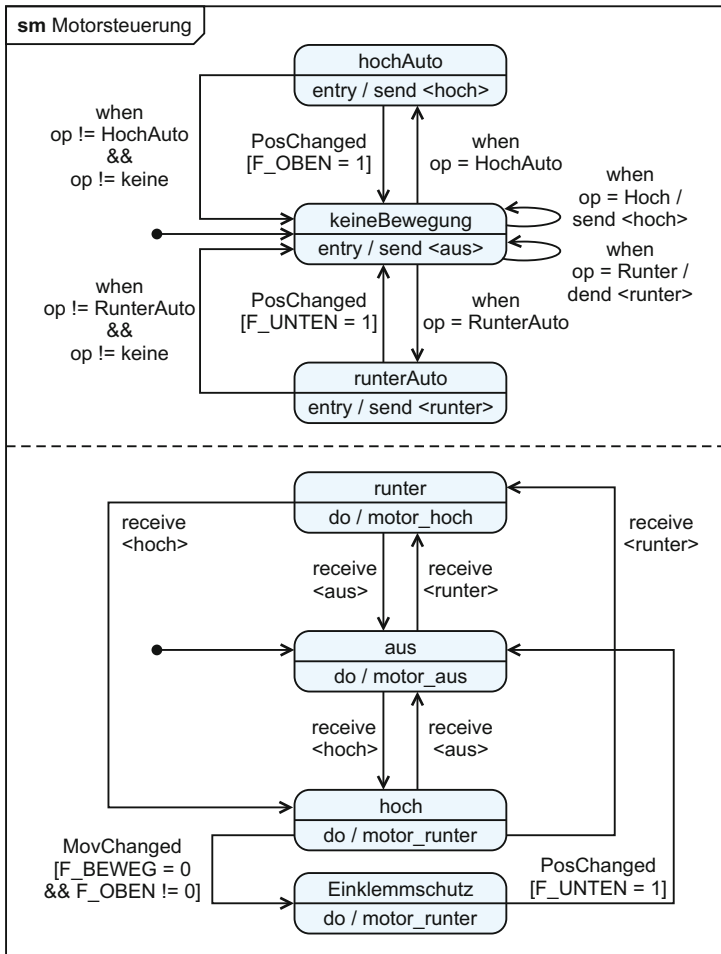 sm Motorsteuerung
hochAuto
entry / send <hoch>
when
op != HochAuto
&&
op != keine
PosChanged
[F_OBEN = 1]
when
op = HochAuto
keineBewegung
entry / send <aus>
when
op = Hoch /
send <hoch>
when
op = Runter /
dend <runter>
when
op != RunterAuto
&&
op != keine
PosChanged
[F_UNTEN = 1]
when
op = RunterAuto
runterAuto
entry / send <runter>
runter
do / motor_hoch
receive
<hoch>
receive
<aus>
receive
<runter>
receive
<runter>
aus
do / motor_aus
receive
<hoch>
receive
<aus>
hoch
do / motor_runter
MovChanged
[F_BEWEG = 0
&& F_OBEN != 0]
Einklemmschutz
do / motor_runter
PosChanged
[F_UNTEN = 1]